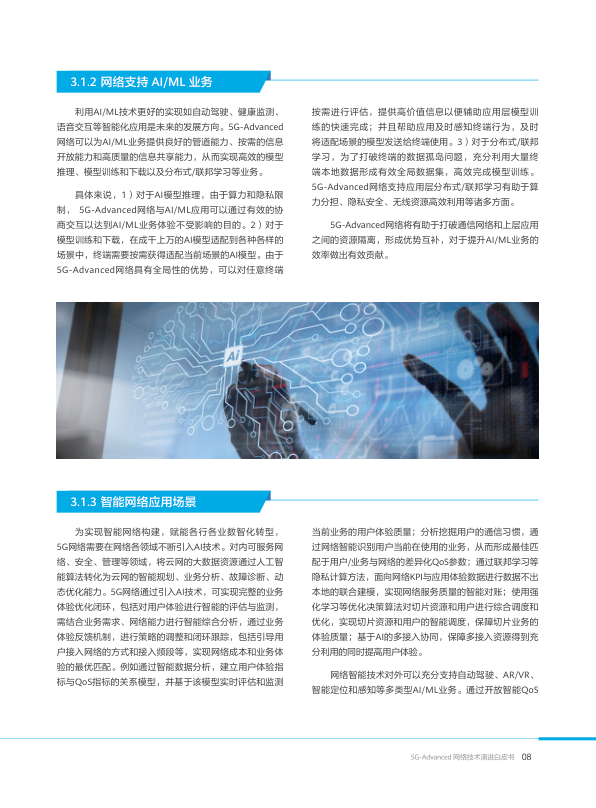 3.1.2 网络支持 AI/ML 业务
利用AI/ML技术更好的实现如自动驾驶、健康监测、
语音交互等智能化应用是未来的发展方向。5G-Advanced
网络可以为AI/ML业务提供良好的管道能力、按需的信息
开放能力和高质量的信息共享能力，从而实现高效的模型
推理、模型训练和下载以及分布式/联邦学习等业务。
具体来说，1）对于AI模型推理，由于算力和隐私限
制， 5G-Advanced网络与AI/ML应用可以通过有效的协
商交互以达到AI/ML业务体验不受影响的目的。2）对于
模型训练和下载，在成千上万的AI模型适配到各种各样的
场景中，终端需要按需获得适配当前场景的AI模型。由于
5G-Advanced网络具有全局性的优势，可以对任意终端
按需进行评估，提供高价值信息以便辅助应用层模型训
练的快速完成；并且帮助应用及时感知终端行为，及时
将适配场景的模型发送给终端使用。3）对于分布式/联邦
学习，为了打破终端的数据孤岛问题，充分利用大量终
端本地数据形成有效全局数据集，高效完成模型训练。
5G-Advanced网络支持应用层分布式/联邦学习有助于算
力分担、隐私安全、无线资源高效利用等诸多方面。
5G-Advanced网络将有助于打破通信网络和上层应用
之间的资源隔离，形成优势互补，对于提升AI/ML业务的
效率做出有效贡献。
Ai
3.1.3 智能网络应用场景
为实现智能网络构建，赋能各行各业数智化转型，
5G网络需要在网络各领域不断引入AI技术。对内可服务网
络、安全、管理等领域，将云网的大数据资源通过人工智
能算法转化为云网的智能规划、业务分析、故障诊断、动
态优化能力。5G网络通过引入AI技术，可实现完整的业务
体验优化闭环，包括对用户体验进行智能的评估与监测，
需结合业务需求、网络能力进行智能综合分析，通过业务
体验反馈机制，进行策略的调整和闭环跟踪，包括引导用
户接入网络的方式和接入频段等，实现网络成本和业务体
验的最优匹配。例如通过智能数据分析，建立用户体验指
标与QoS指标的关系模型，并基于该模型实时评估和监测
当前业务的用户体验质量；分析挖掘用户的通信习惯，通
过网络智能识别用户当前在使用的业务，从而形成最佳匹
配于用户/业务与网络的差异化QoS参数；通过联邦学习等
隐私计算方法，面向网络KPI与应用体验数据进行数据不出
本地的联合建模，实现网络服务质量的智能对账；使用强
化学习等优化决策算法对切片资源和用户进行综合调度和
优化，实现切片资源和用户的智能调度，保障切片业务的
体验质量；基于AI的多接入协同，保障多接入资源得到充
分利用的同时提高用户体验。
网络智能技术对外可以充分支持自动驾驶、AR/VR、
智能定位和感知等多类型AI/ML业务。通过开放智能QoS
5G-Advanced 网络技术演进白皮书 08